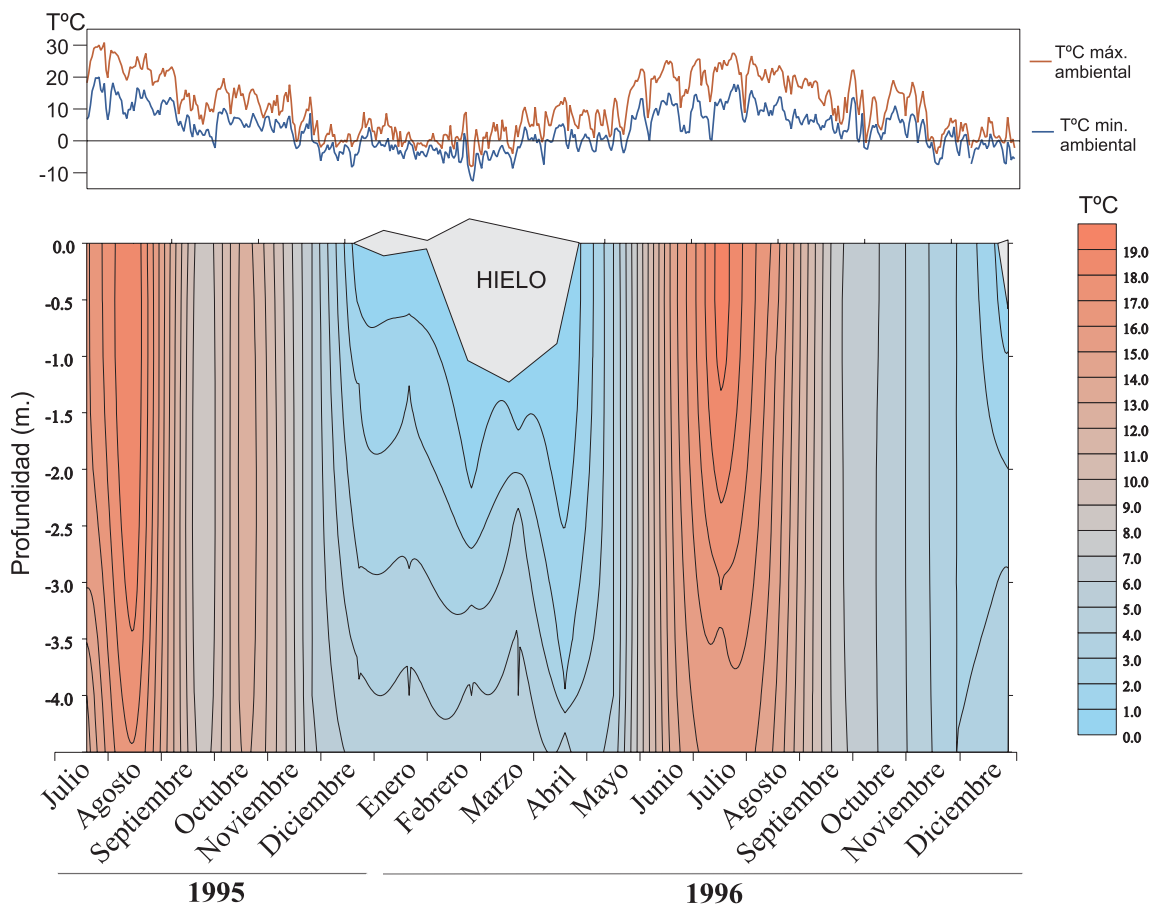 TºC
30
20
10
0
-10
TºC máx.
ambiental
TºC min.
ambiental
TºC
19.0
18.0
17.0
16.0
15.0
14.0
13.0
12.0
11.0
10.0
9.0
8.0
7.0
6.0
5.0
4.0
3.0
2.0
1.0
0.0
HIELO
Profundidad (m.)
0.0
-0.5
-1.0
-1.5
-2.0
-2.5
-3.0
-3.5
-4.0
Julio
Agosto
Septiembre
Octubre
Noviembre
Diciembre
Enero
Febrero
Marzo
Abril
Mayo
Junio
Julio
Agosto
Septiembre
Octubre
Noviembre
Diciembre
1995
1996